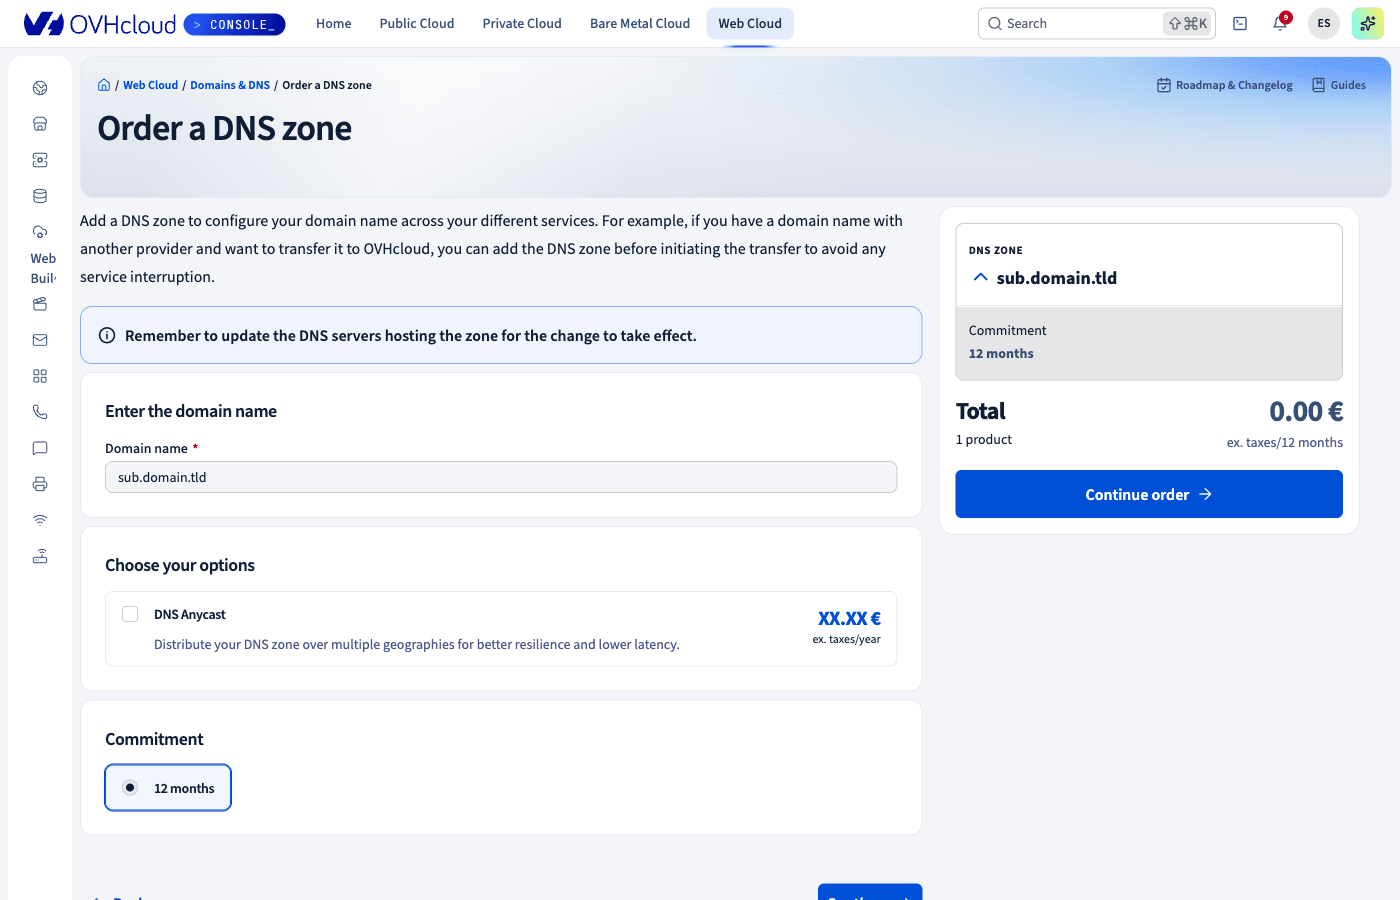 OVHcloud > CONSOLE_
Home Public Cloud Private Cloud Bare Metal Cloud Web Cloud
Search ⇧⌘K
9
ES
/ Web Cloud / Domains & DNS / Order a DNS zone
Roadmap & Changelog Guides
Order a DNS zone
Web
Add a DNS zone to configure your domain name across your different services. For example, if you have a domain name with
another provider and want to transfer it to OVHcloud, you can add the DNS zone before initiating the transfer to avoid any
service interruption.
Remember to update the DNS servers hosting the zone for the change to take effect.
Enter the domain name
Domain name *
sub.domain.tld
Choose your options
DNS Anycast
Distribute your DNS zone over multiple geographies for better resilience and lower latency.
XX.XX €
ex. taxes/year
Commitment
12 months
DNS ZONE
sub.domain.tld
Commitment
12 months
Total 0.00 €
1 product ex. taxes/12 months
Continue order →